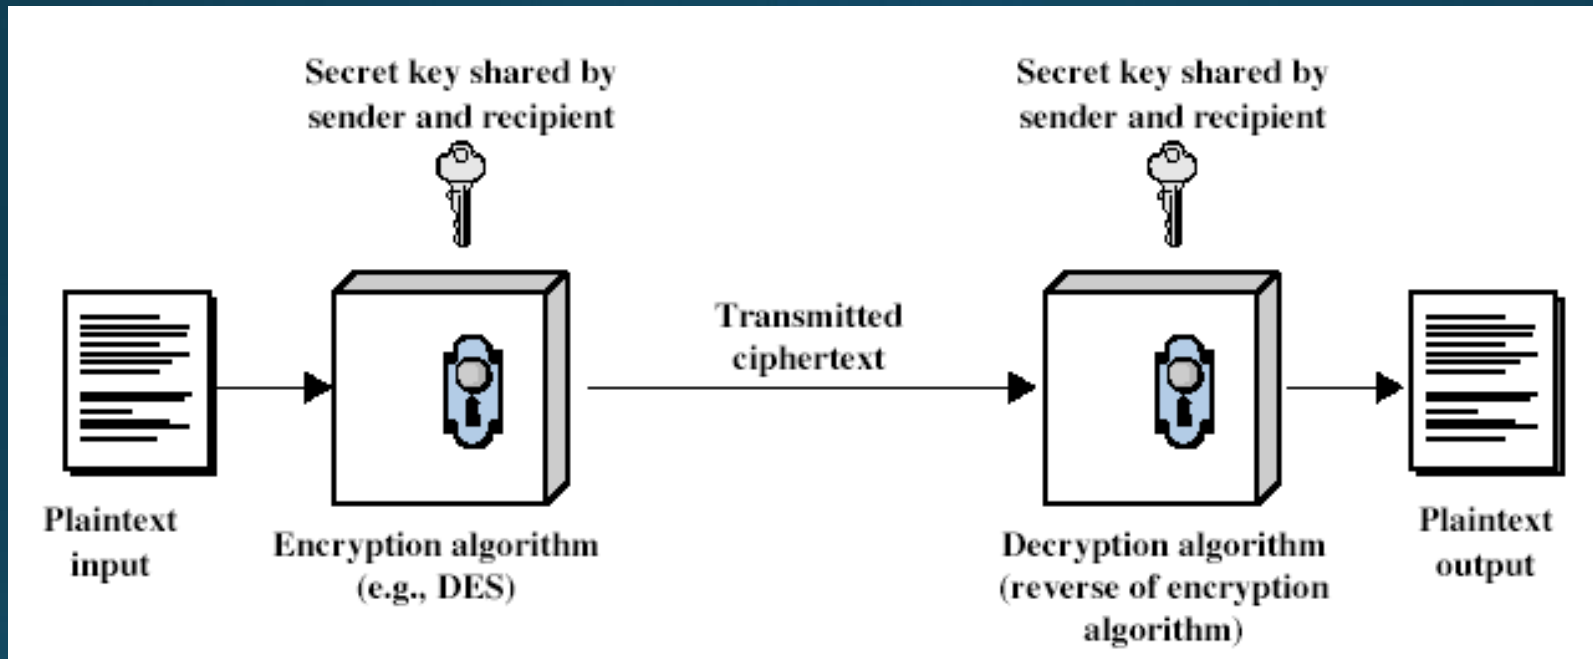 Secret key shared by
sender and recipient
Secret key shared by
sender and recipient
Transmitted
ciphertext
Plaintext
input
Encryption algorithm
(e.g., DES)
Decryption algorithm
(reverse of encryption
algorithm)
Plaintext
output